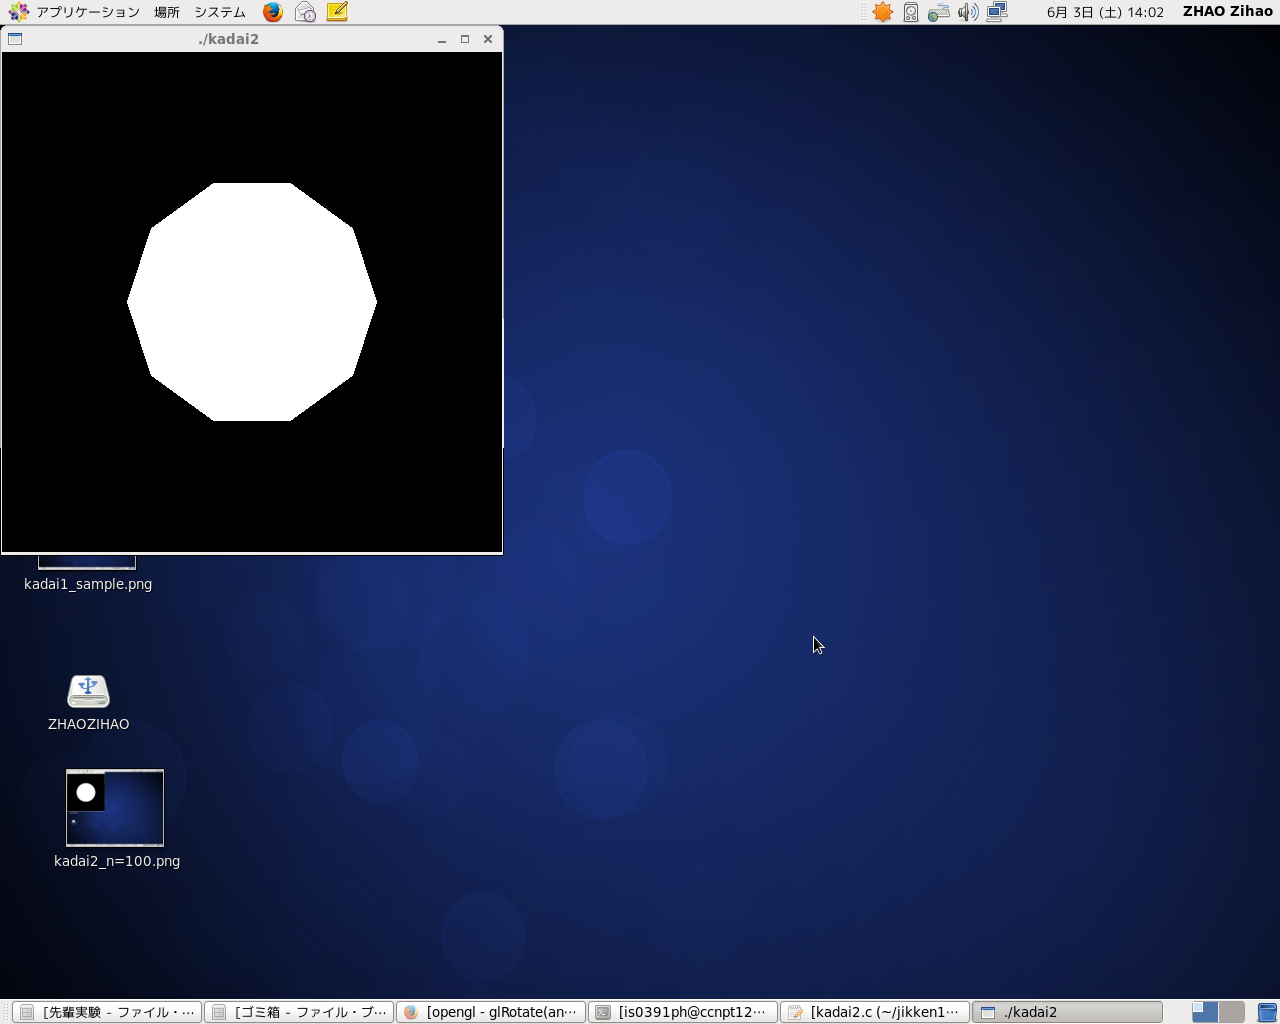 アプリケーション 場所 システム 6月 3日 (土) 14:02 ZHAO Zihao
./kadai2
kadai1_sample.png
ZHAOZIHAO
kadai2_n=100.png
[先輩実験 - ファイル・⋯ [ゴミ箱 - ファイル・ブ⋯ [opengl - glRotate(an⋯ [is0391ph@ccnpt12⋯ [kadai2.c (~/jikken1⋯ ./kadai2